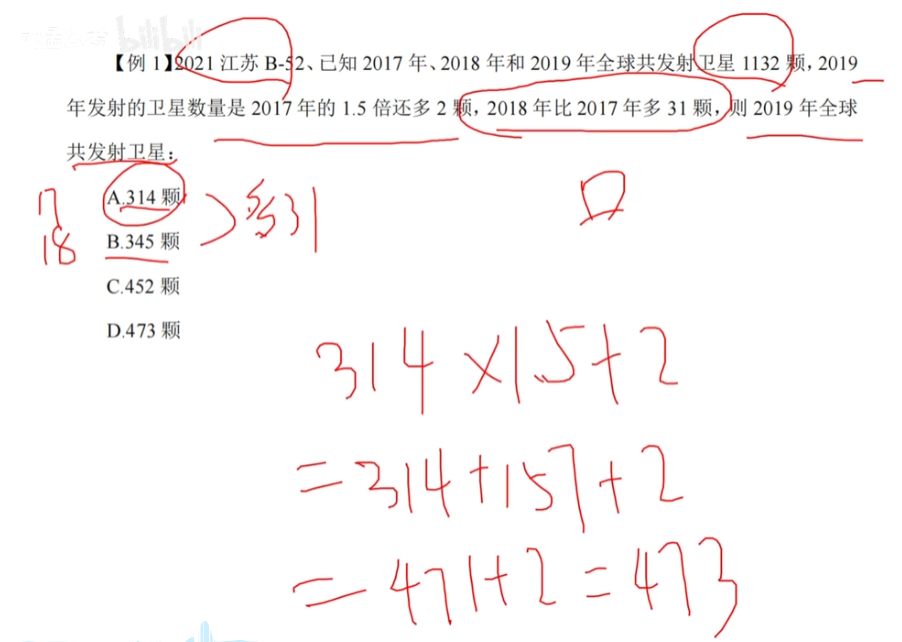 bilibili
【例 1】2021 江苏 B-52、已知 2017 年、2018 年和 2019 年全球共发射卫星 1132 颗，2019
年发射的卫星数量是 2017 年的 1.5 倍还多 2 颗，2018 年比 2017 年多 31 颗，则 2019 年全球
共发射卫星：
17
A.314 颗
多31
18
B.345 颗
C.452 颗
D.473 颗
314×1.5+2
=314+157+2
=471+2=473